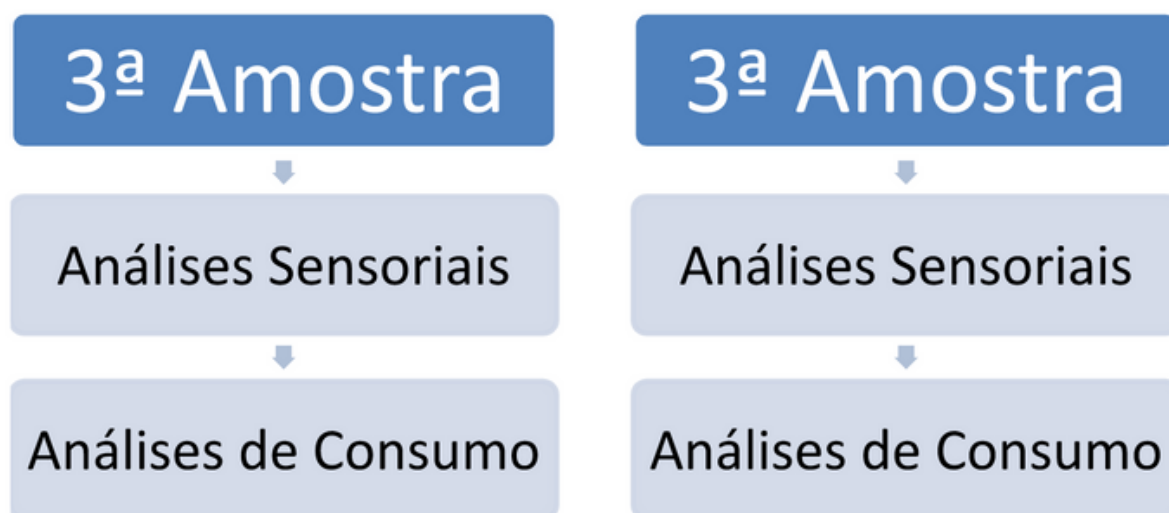 3ª Amostra
Análises Sensoriais
Análises de Consumo
3ª Amostra
Análises Sensoriais
Análises de Consumo